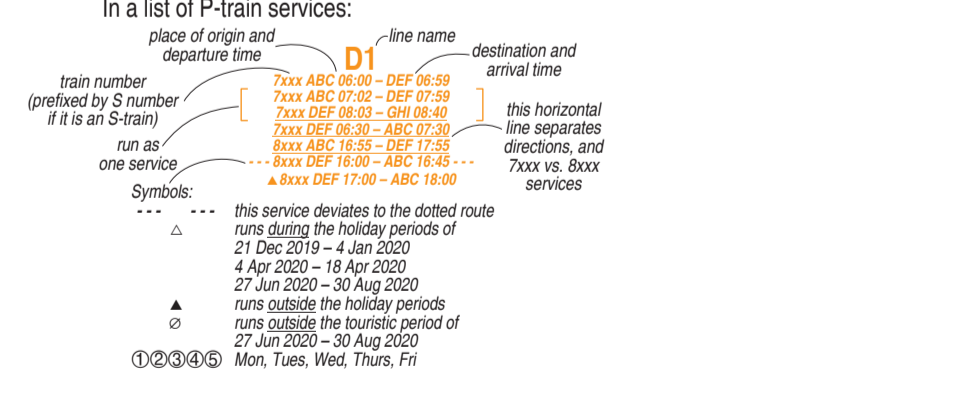 In a list of P-train services:
place of origin and
departure time
line name
D1
destination and
arrival time
train number
(prefixed by S number
if it is an S-train)
7xxx ABC 06:00 – DEF 06:59
7xxx ABC 07:02 – DEF 07:59
7xxx DEF 08:03 – GHI 08:40
7xxx DEF 06:30 – ABC 07:30
8xxx ABC 16:55 – DEF 17:55
--- 8xxx DEF 16:00 – ABC 16:45 ---
▲ 8xxx DEF 17:00 – ABC 18:00
this horizontal
line separates
directions, and
7xxx vs. 8xxx
services
run as
one service
Symbols:
--- --- this service deviates to the dotted route
△ runs during the holiday periods of
21 Dec 2019 – 4 Jan 2020
4 Apr 2020 – 18 Apr 2020
27 Jun 2020 – 30 Aug 2020
▲ runs outside the holiday periods
∅ runs outside the touristic period of
27 Jun 2020 – 30 Aug 2020
①②③④⑤ Mon, Tues, Wed, Thurs, Fri